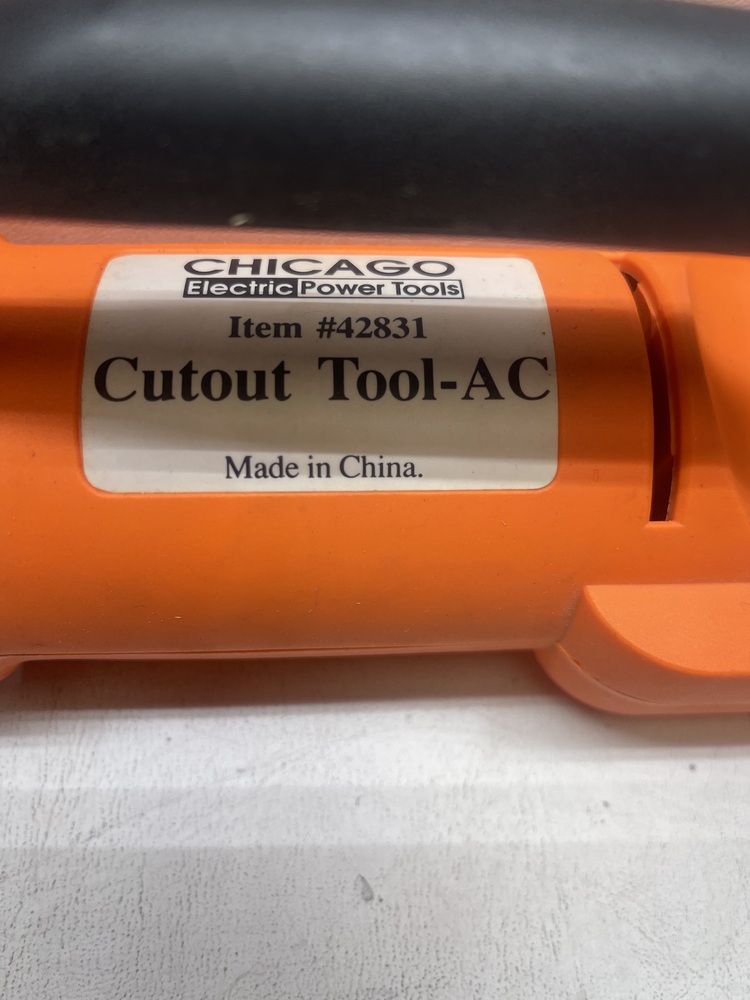 CHICAGO
Electric Power Tools
Item #42831
Cutout Tool-AC
Made in China.